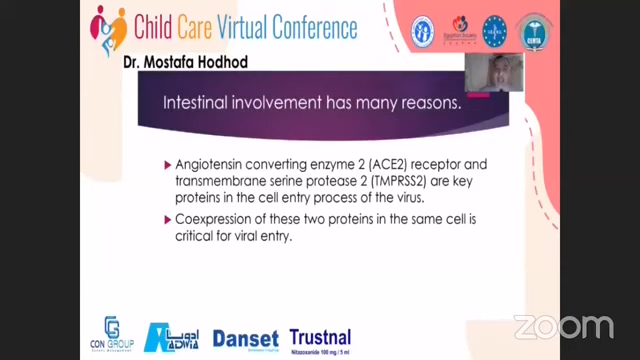 Child Care Virtual Conference
Dr. Mostafa Hodhod
Intestinal involvement has many reasons.
Angiotensin converting enzyme 2 (ACE2) receptor and
transmembrane serine protease 2 (TMPRSS2) are key
proteins in the cell entry process of the virus.
Coexpression of these two proteins in the same cell is
critical for viral entry.
CON GROUP
ادويا
ADWIA
Danset
Trustnal
Nitazoxanide 100 mg / 5 ml
zoom